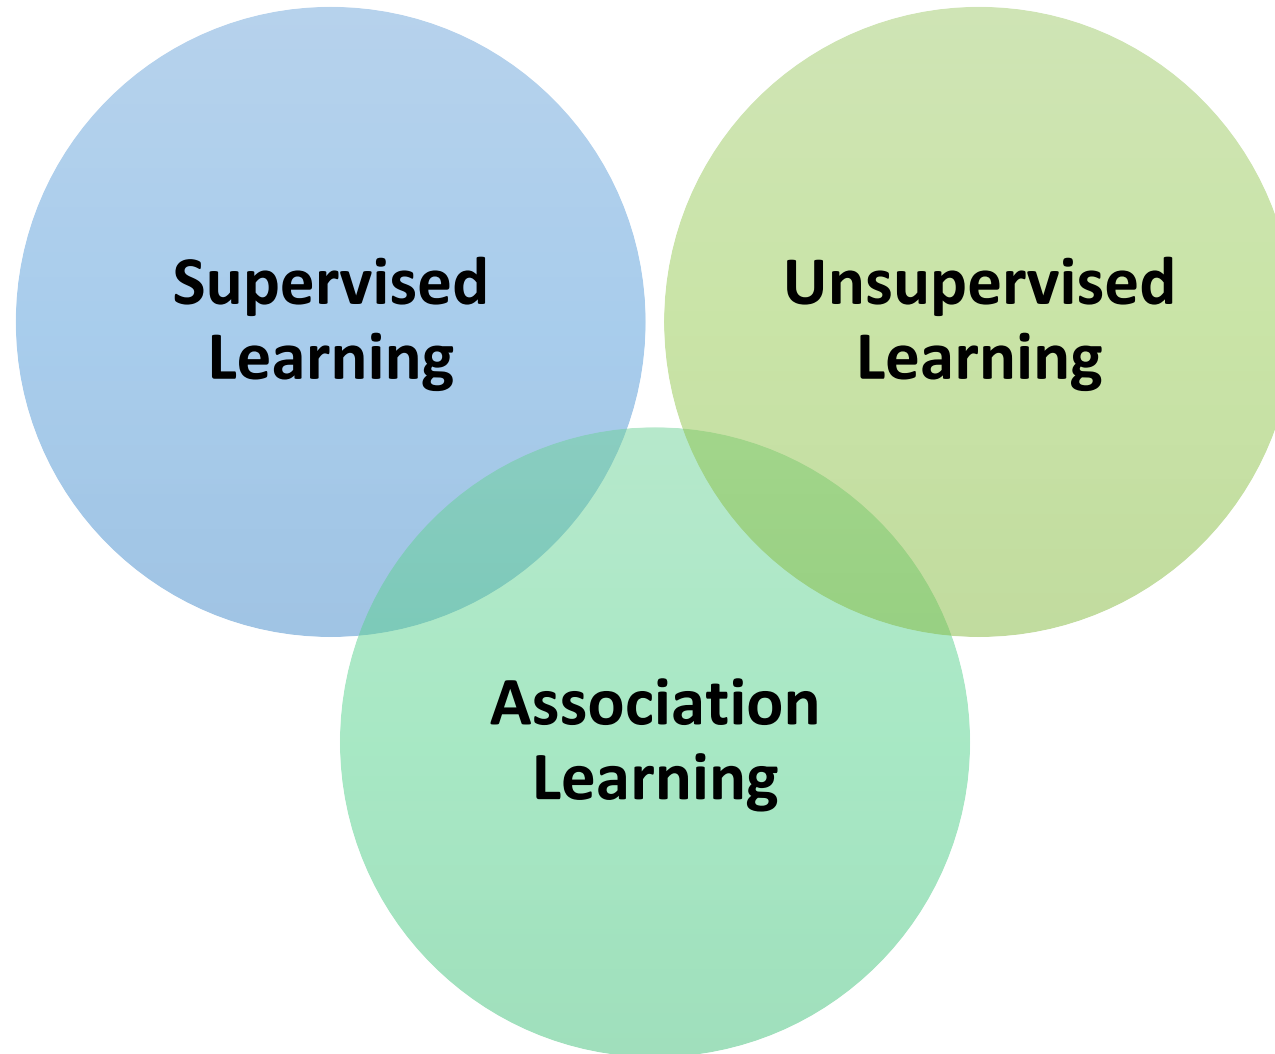 Supervised
Learning
Unsupervised
Learning
Association
Learning